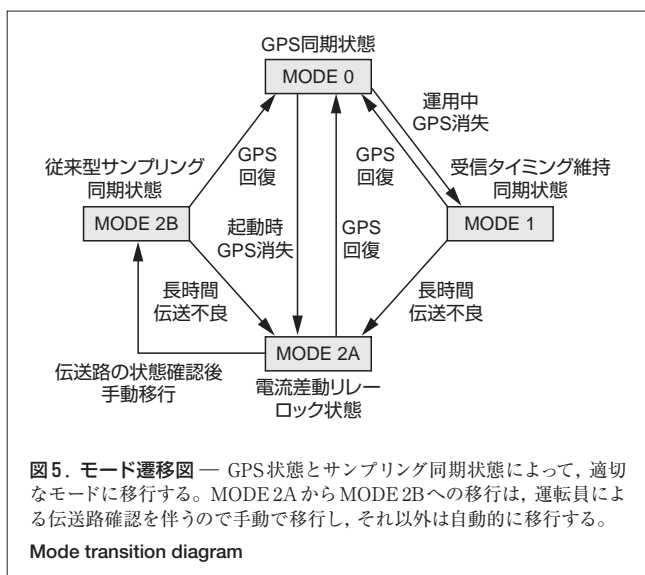 GPS同期状態
MODE 0
運用中
GPS消失
従来型サンプリング
同期状態
GPS
回復
GPS
回復
受信タイミング維持
同期状態
MODE 2B
起動時
GPS消失
GPS
回復
MODE 1
長時間
伝送不良
長時間
伝送不良
MODE 2A
伝送路の状態確認後
手動移行
電流差動リレー
ロック状態
図5．モード遷移図 — GPS状態とサンプリング同期状態によって，適切
なモードに移行する。MODE 2AからMODE 2Bへの移行は，運転員によ
る伝送路確認を伴うので手動で移行し，それ以外は自動的に移行する。
Mode transition diagram